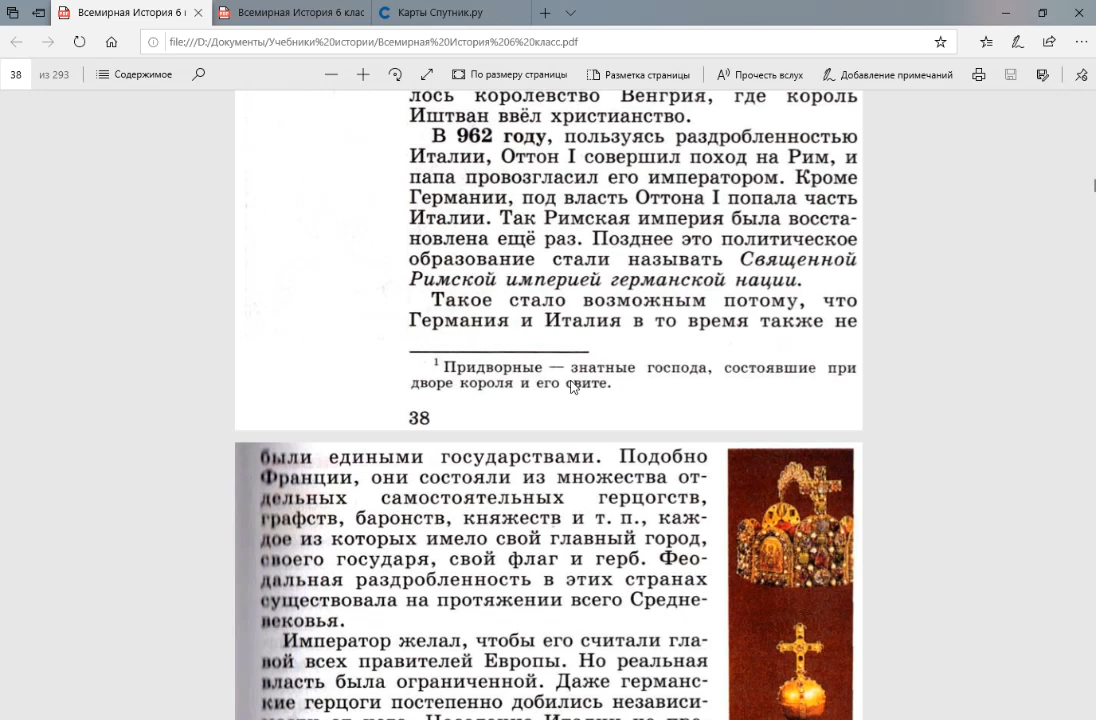 Всемирная История 6 к
Всемирная История 6 клас
Карты Спутник.ру
file:///D:/Документы/Учебники%20истории/Всемирная%20История%206%20класс.pdf
38 из 293 Содержимое По размеру страницы Разметка страницы Прочесть вслух Добавление примечаний
лось королевство Венгрия, где король
Иштван ввёл христианство.
В 962 году, пользуясь раздробленностью
Италии, Оттон I совершил поход на Рим, и
папа провозгласил его императором. Кроме
Германии, под власть Оттона I попала часть
Италии. Так Римская империя была восста-
новлена ещё раз. Позднее это политическое
образование стали называть Священной
Римской империей германской нации.
Такое стало возможным потому, что
Германия и Италия в то время также не
1 Придворные — знатные господа, состоявшие при
дворе короля и его свите.
38
были едиными государствами. Подобно
Франции, они состояли из множества от-
дельных самостоятельных герцогств,
графств, баронств, княжеств и т. п., каж-
дое из которых имело свой главный город,
своего государя, свой флаг и герб. Фео-
дальная раздробленность в этих странах
существовала на протяжении всего Средне-
вековья.
Император желал, чтобы его считали гла-
вой всех правителей Европы. Но реальная
власть была ограниченной. Даже германс-
кие герцоги постепенно добились независи-